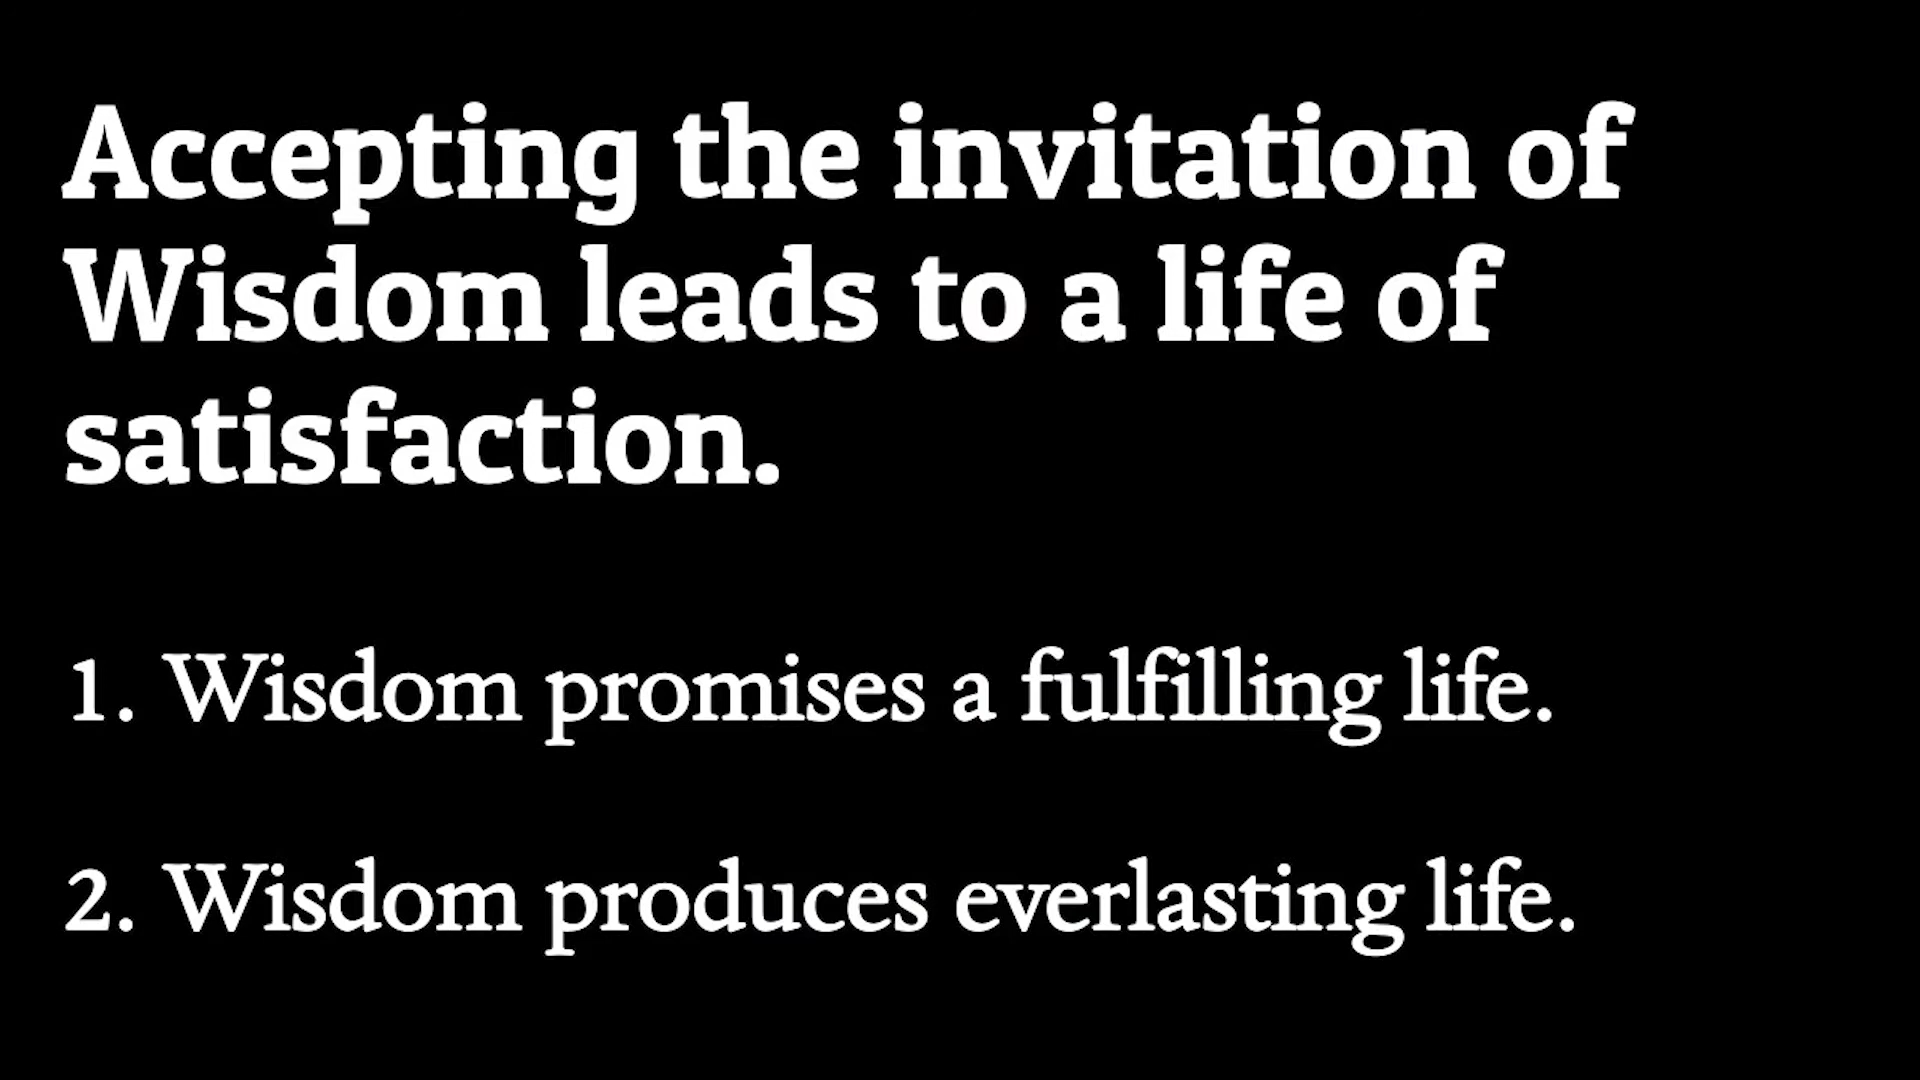 Accepting the invitation of
Wisdom leads to a life of
satisfaction.
1. Wisdom promises a fulfilling life.
2. Wisdom produces everlasting life.